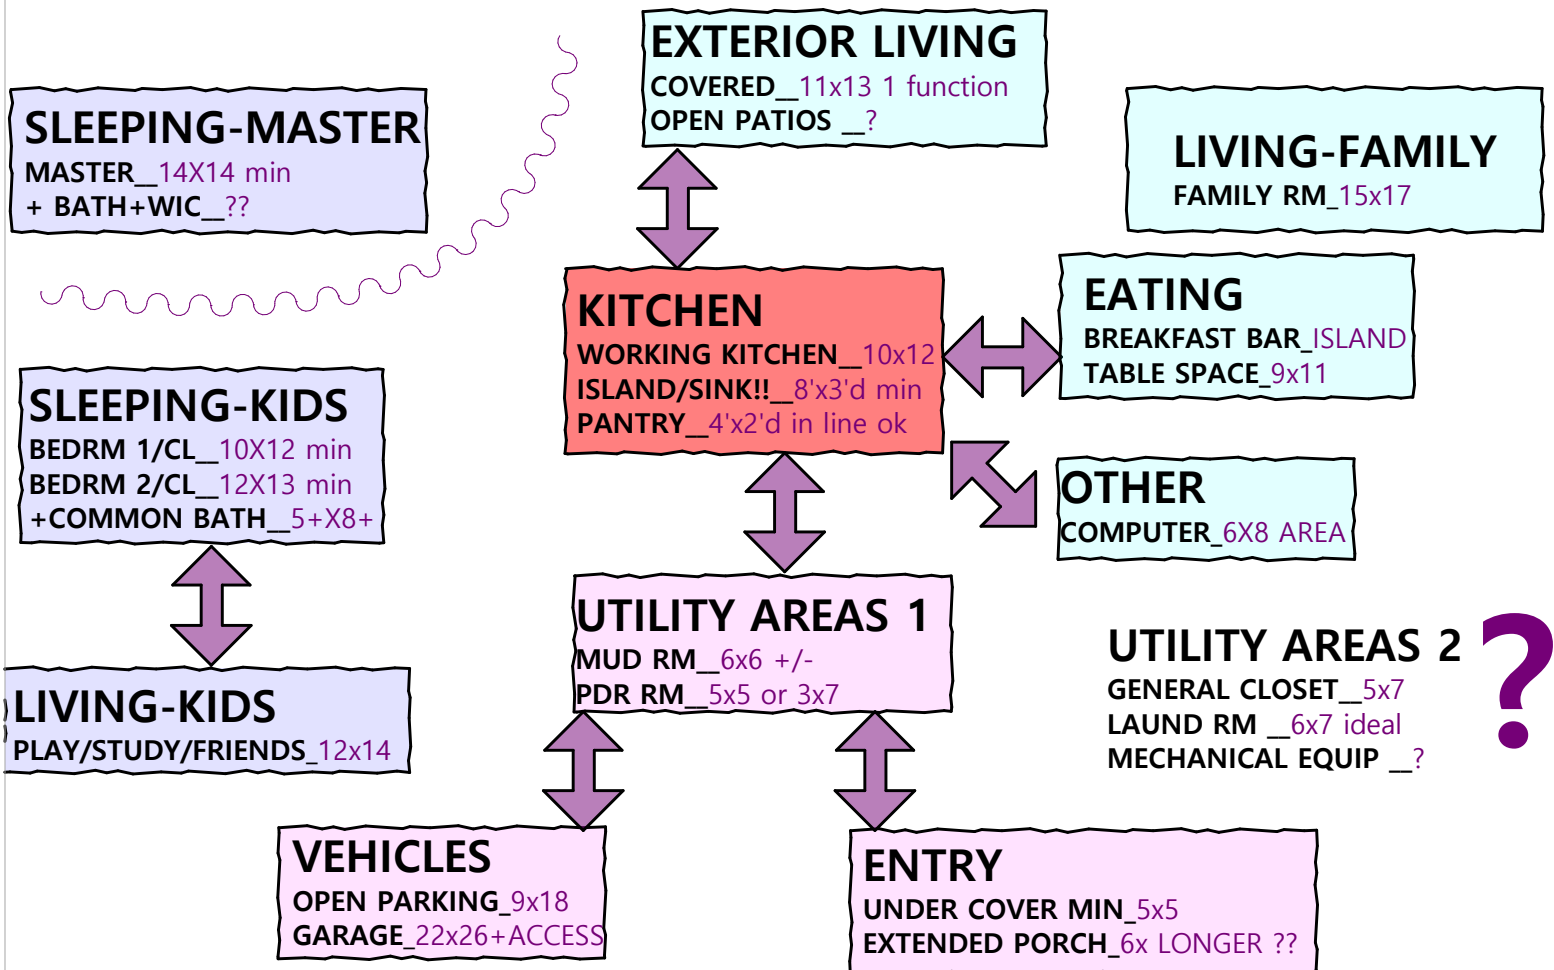 EXTERIOR LIVING
COVERED__11x13 1 function
OPEN PATIOS __?
SLEEPING-MASTER
MASTER__14X14 min
+ BATH+WIC__??
LIVING-FAMILY
FAMILY RM_15x17
KITCHEN
WORKING KITCHEN__10x12
ISLAND/SINK!!__8'x3'd min
PANTRY__4'x2'd in line ok
EATING
BREAKFAST BAR_ISLAND
TABLE SPACE_9x11
SLEEPING-KIDS
BEDRM 1/CL__10X12 min
BEDRM 2/CL__12X13 min
+COMMON BATH__5+X8+
OTHER
COMPUTER_6X8 AREA
UTILITY AREAS 1
MUD RM__6x6 +/-
PDR RM__5x5 or 3x7
UTILITY AREAS 2
GENERAL CLOSET__5x7
LAUND RM __6x7 ideal
MECHANICAL EQUIP __?
?
LIVING-KIDS
PLAY/STUDY/FRIENDS_12x14
VEHICLES
OPEN PARKING_9x18
GARAGE_22x26+ACCESS
ENTRY
UNDER COVER MIN_5x5
EXTENDED PORCH_6x LONGER ??